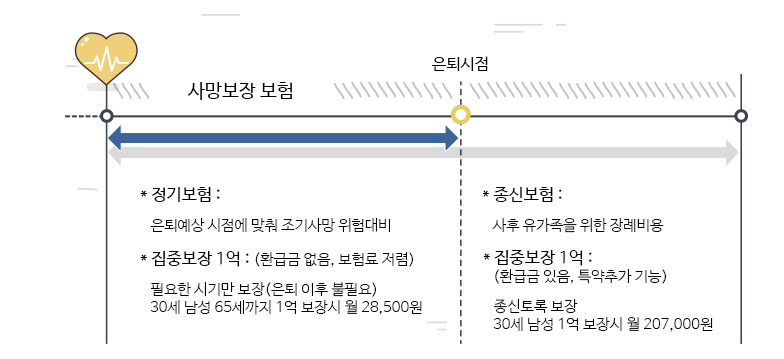 은퇴시점
사망보장 보험
* 정기보험 :
은퇴예상 시점에 맞춰 조기사망 위험대비
* 집중보장 1억 : (환급금 없음, 보험료 저렴)
필요한 시기만 보장(은퇴 이후 불필요)
30세 남성 65세까지 1억 보장시 월 28,500원
* 종신보험 :
사후 유가족을 위한 장례비용
* 집중보장 1억 :
(환급금 있음, 특약추가 기능)
종신토록 보장
30세 남성 1억 보장시 월 207,000원